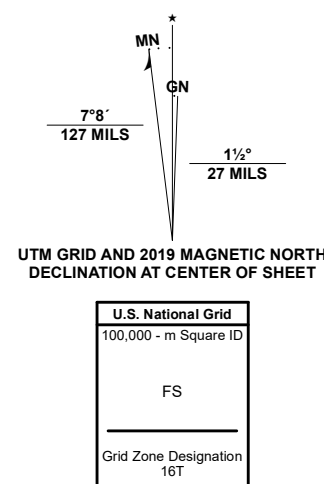 ★
MN
GN
7°8´
127 MILS
1½°
27 MILS
UTM GRID AND 2019 MAGNETIC NORTH
DECLINATION AT CENTER OF SHEET
U.S. National Grid
100,000 - m Square ID
FS
Grid Zone Designation
16T